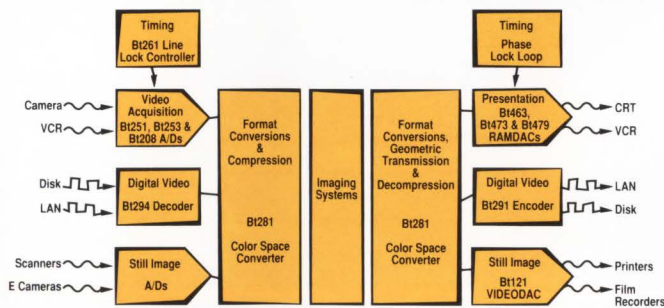 Timing
Bt261 Line
Lock Controller
Timing
Phase
Lock Loop
Camera
VCR
Video
Acquisition
Bt251, Bt253 &
Bt208 A/Ds
Format
Conversions
&
Compression
Bt281
Color Space
Converter
Imaging
Systems
Format
Conversions,
Geometric
Transmission
&
Decompression
Bt281
Color Space
Converter
Presentation
Bt463,
Bt473 & Bt479
RAMDACs
CRT
VCR
Disk
LAN
Digital Video
Bt294 Decoder
Digital Video
Bt291 Encoder
LAN
Disk
Scanners
E Cameras
Still Image
A/Ds
Still Image
Bt121
VIDEODAC
Printers
Film
Recorders